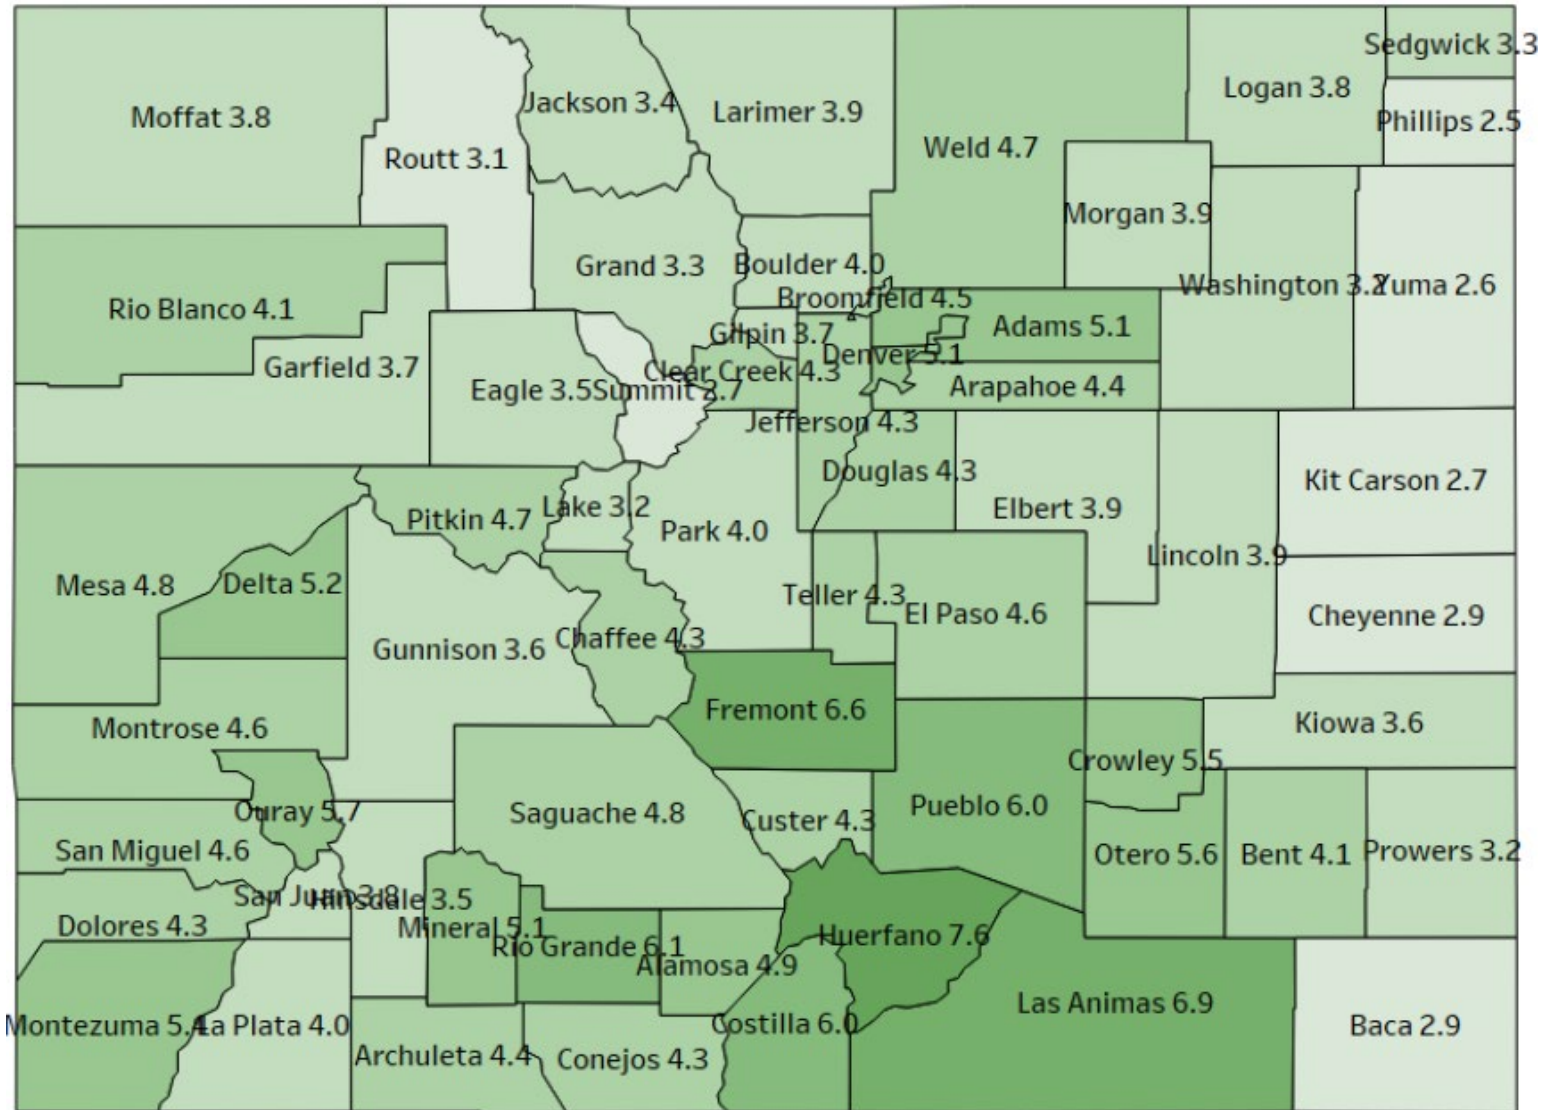 Sedgwick 3.3
Logan 3.8
Jackson 3.4
Larimer 3.9
Moffat 3.8
Phillips 2.5
Weld 4.7
Routt 3.1
Morgan 3.9
Grand 3.3
Boulder 4.0
Washington 3.2
Yuma 2.6
Broomfield 4.5
Rio Blanco 4.1
Adams 5.1
Gilpin 3.7
Denver 5.1
Garfield 3.7
Clear Creek 4.3
Eagle 3.5
Summit 2.7
Arapahoe 4.4
Jefferson 4.3
Douglas 4.3
Kit Carson 2.7
Lake 3.2
Elbert 3.9
Pitkin 4.7
Park 4.0
Lincoln 3.9
Mesa 4.8
Delta 5.2
Teller 4.3
El Paso 4.6
Cheyenne 2.9
Chaffee 4.3
Gunnison 3.6
Fremont 6.6
Kiowa 3.6
Montrose 4.6
Crowley 5.5
Pueblo 6.0
Ouray 5.7
Saguache 4.8
Custer 4.3
San Miguel 4.6
Otero 5.6
Bent 4.1
Prowers 3.2
San Juan 3.8
Hinsdale 3.5
Dolores 4.3
Mineral 5.1
Huerfano 7.6
Rio Grande 6.1
Alamosa 4.9
Las Animas 6.9
Montezuma 5.4
La Plata 4.0
Costilla 6.0
Baca 2.9
Archuleta 4.4
Conejos 4.3